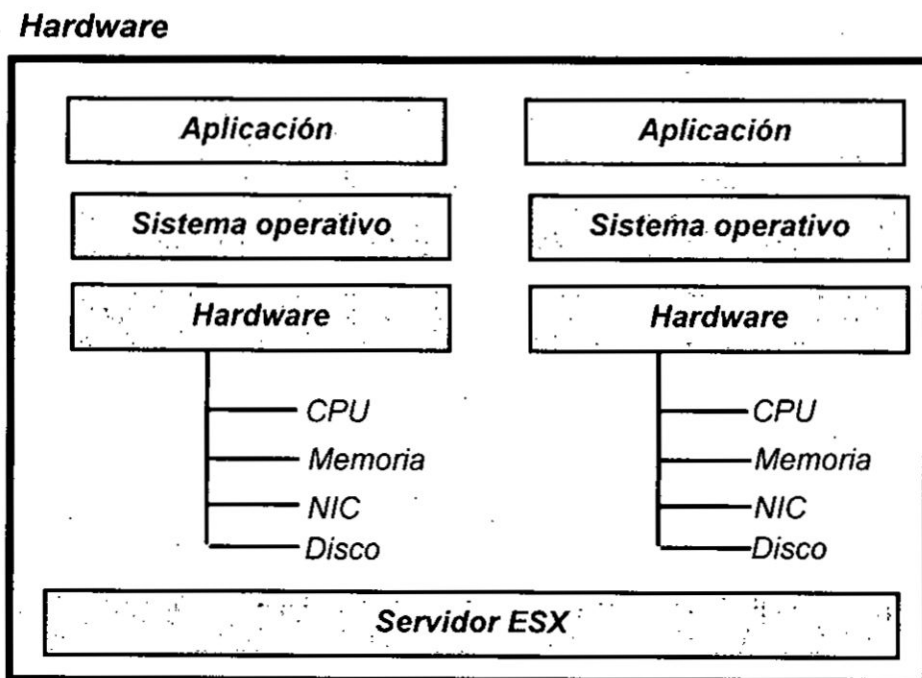 Hardware
Aplicación
Aplicación
Sistema operativo
Sistema operativo
Hardware
Hardware
CPU
CPU
Memoria
Memoria
NIC
NIC
Disco
Disco
Servidor ESX